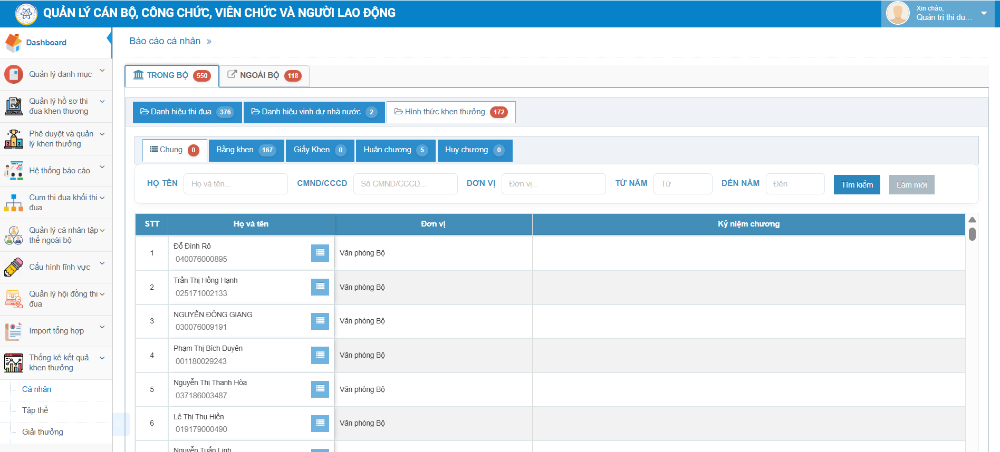 QUẢN LÝ CÁN BỘ, CÔNG CHỨC, VIÊN CHỨC VÀ NGƯỜI LAO ĐỘNG
Xin chào,
Quản trị thi đu...
Dashboard
Quản lý danh mục
Quản lý hồ sơ thi
đua khen thương
Phê duyệt và quản
lý khen thưởng
Hệ thống báo cáo
Cụm thi đua khối thi
đua
Quản lý cá nhân tập
thể ngoài bộ
Cấu hình lĩnh vực
Quản lý hội đồng thi
đua
Import tổng hợp
Thống kê kết quả
khen thưởng
Cá nhân
Tập thể
Giải thưởng
Báo cáo cá nhân »
TRONG BỘ 550 NGOÀI BỘ 118
Danh hiệu thi đua 376 Danh hiệu vinh dự nhà nước 2 Hình thức khen thưởng 172
Chung 0 Bằng khen 167 Giấy Khen 0 Huân chương 5 Huy chương 0
HỌ TÊN Họ và tên... CMND/CCCD Số CMND/CCCD... ĐƠN VỊ Đơn vị... TỪ NĂM Từ ĐẾN NĂM Đến Tìm kiếm Làm mới
STT Họ và tên Đơn vị Kỷ niệm chương
1 Đỗ Đình Rô Văn phòng Bộ
040076000895
2 Trần Thị Hồng Hạnh Văn phòng Bộ
025171002133
3 NGUYỄN ĐÔNG GIANG Văn phòng Bộ
030076009191
4 Phạm Thị Bích Duyên Văn phòng Bộ
001180029243
5 Nguyễn Thị Thanh Hòa Văn phòng Bộ
037186003487
6 Lê Thị Thu Hiền Văn phòng Bộ
019179000490
Nguyễn Tuấn Linh